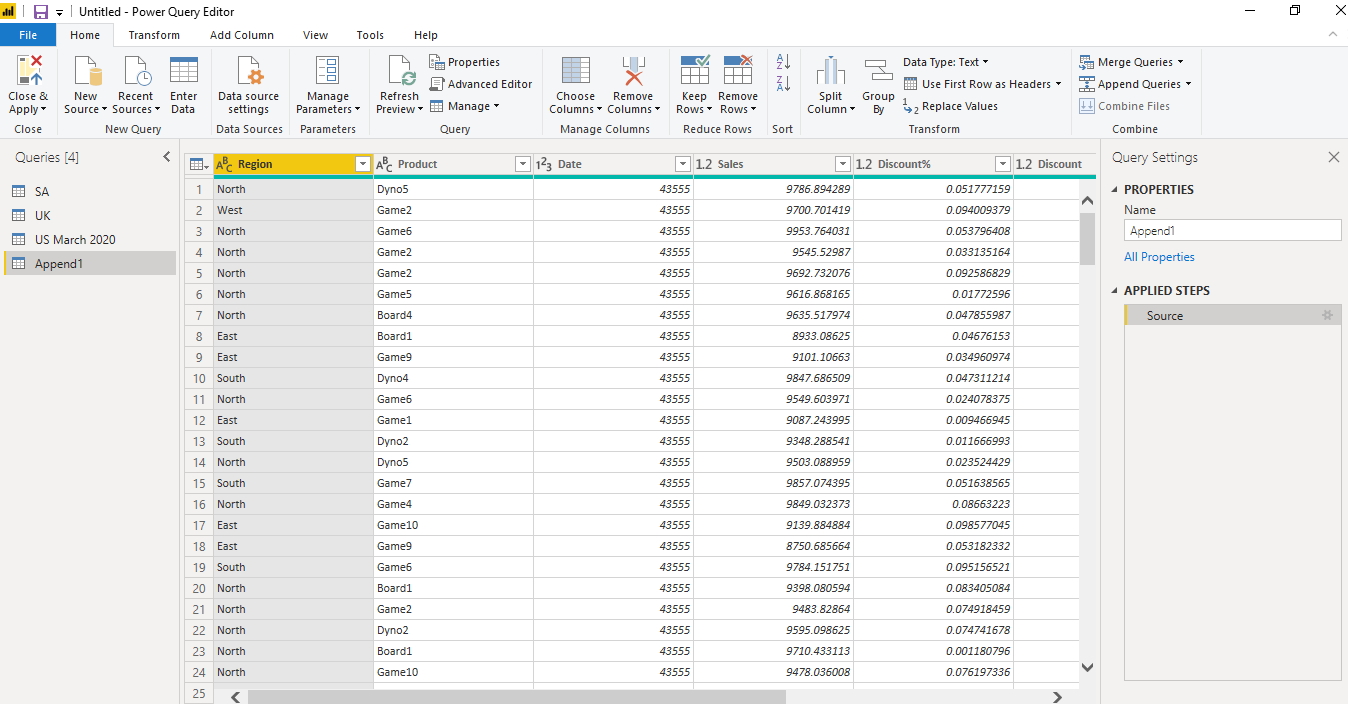 Untitled - Power Query Editor
File Home Transform Add Column View Tools Help
Close & Apply
New Source
Recent Sources
Enter Data
Data source settings
Manage Parameters
Refresh Preview
Properties
Advanced Editor
Manage
Choose Columns
Remove Columns
Keep Rows
Remove Rows
Split Column
Group By
Data Type: Text
Use First Row as Headers
Replace Values
Merge Queries
Append Queries
Combine Files
Close New Query Data Sources Parameters Query Manage Columns Reduce Rows Sort Transform Combine
Queries [4]
SA
UK
US March 2020
Append1
Region Product 123 Date 1.2 Sales 1.2 Discount% 1.2 Discount
1 North Dyno5 43555 9786.894289 0.051777159
2 West Game2 43555 9700.701419 0.094009379
3 North Game6 43555 9953.764031 0.053796408
4 North Game2 43555 9545.52987 0.033135164
5 North Game2 43555 9692.732076 0.092586829
6 North Game5 43555 9616.868165 0.01772596
7 North Board4 43555 9635.517974 0.047855987
8 East Board1 43555 8933.08625 0.04676153
9 East Game9 43555 9101.10663 0.034960974
10 South Dyno4 43555 9847.686509 0.047311214
11 North Game6 43555 9549.603971 0.024078375
12 East Game1 43555 9087.243995 0.009466945
13 South Dyno2 43555 9348.288541 0.011666993
14 North Dyno5 43555 9503.088959 0.023524429
15 South Game7 43555 9857.074395 0.051638565
16 North Game4 43555 9849.032373 0.08663223
17 East Game10 43555 9139.884884 0.098577045
18 East Game9 43555 8750.685664 0.053182332
19 South Game6 43555 9784.151751 0.095156521
20 North Board1 43555 9398.080594 0.083405084
21 North Game2 43555 9483.82864 0.074918459
22 North Dyno2 43555 9595.098625 0.074741678
23 North Board1 43555 9710.433113 0.001180796
24 North Game10 43555 9478.036008 0.076197336
25
Query Settings
PROPERTIES
Name
Append1
All Properties
APPLIED STEPS
Source